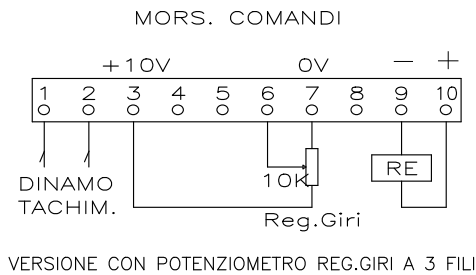 MORS. COMANDI
+10V 0V − +
1 2 3 4 5 6 7 8 9 10
10K RE
DINAMO
TACHIM.
Reg.Giri
VERSIONE CON POTENZIOMETRO REG.GIRI A 3 FILI